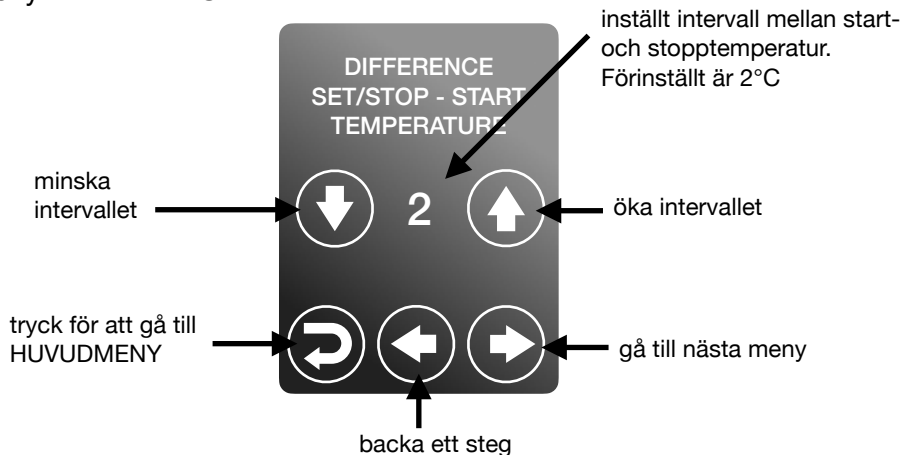 inställt intervall mellan start-
och stopptemperatur.
Förinställt är 2°C
DIFFERENCE
SET/STOP - START
TEMPERATURE
minska
intervallet
2
öka intervallet
tryck för att gå till
HUVUDMENY
gå till nästa meny
backa ett steg